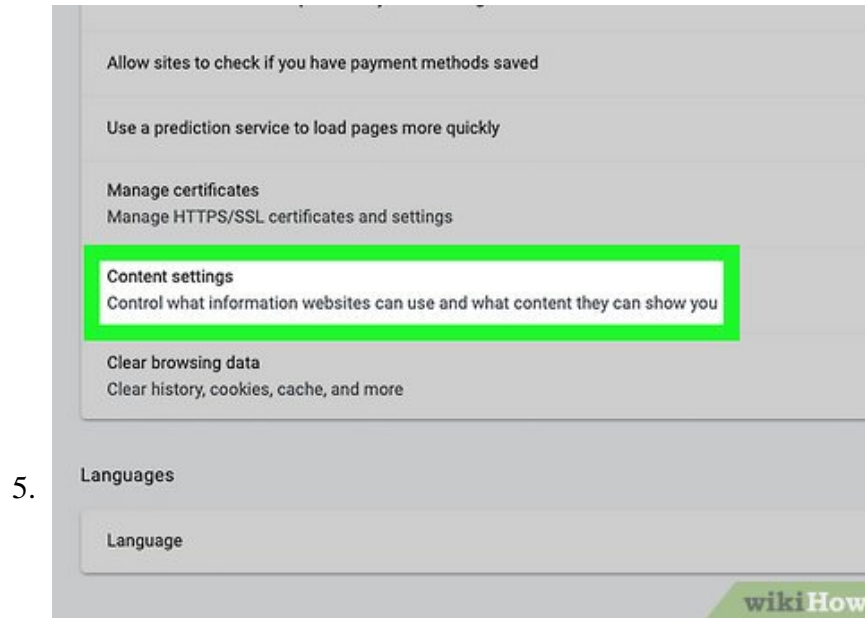 Allow sites to check if you have payment methods saved
Use a prediction service to load pages more quickly
Manage certificates
Manage HTTPS/SSL certificates and settings
Content settings
Control what information websites can use and what content they can show you
Clear browsing data
Clear history, cookies, cache, and more
Languages
5.
Language
wikiHow